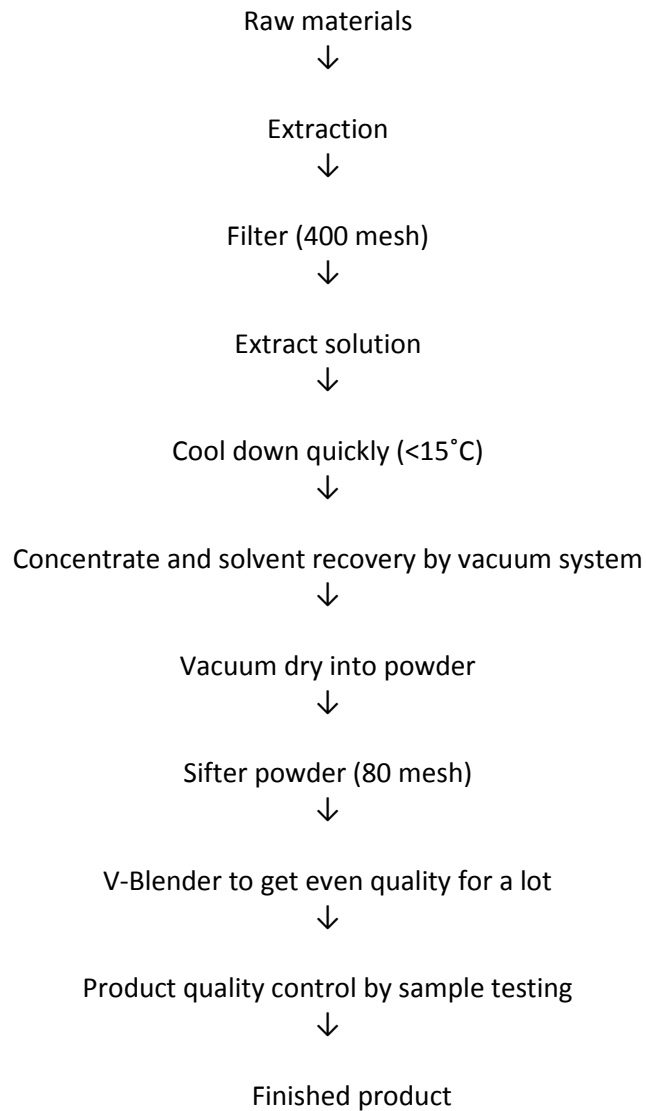 Raw materials
↓
Extraction
↓
Filter (400 mesh)
↓
Extract solution
↓
Cool down quickly (<15˚C)
↓
Concentrate and solvent recovery by vacuum system
↓
Vacuum dry into powder
↓
Sifter powder (80 mesh)
↓
V-Blender to get even quality for a lot
↓
Product quality control by sample testing
↓
Finished product